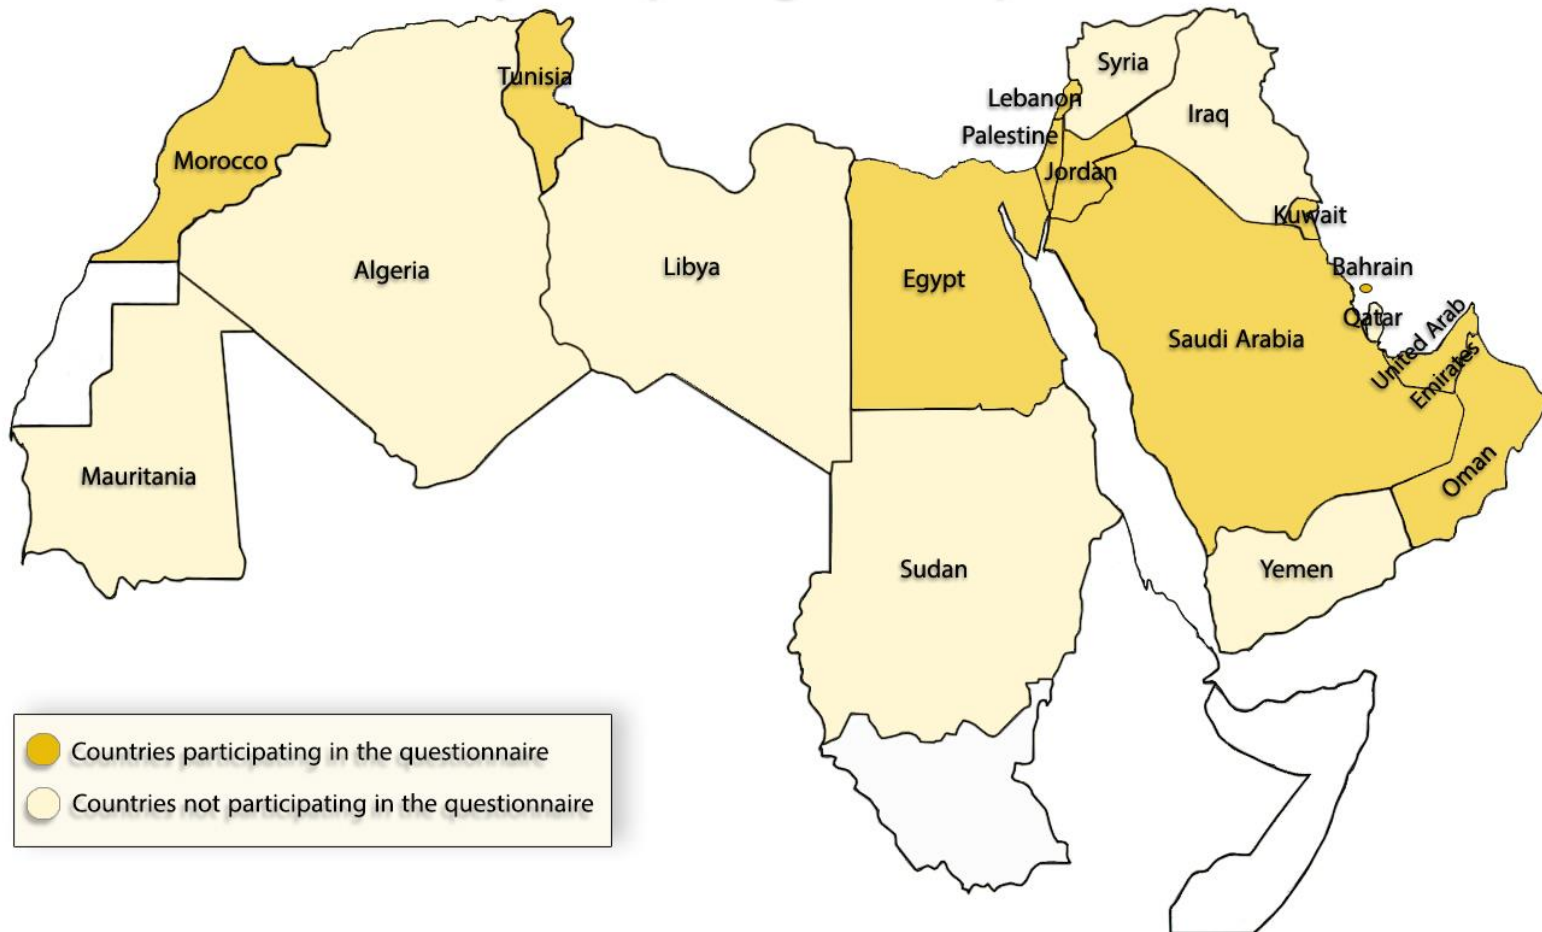 Syria
Tunisia
Lebanon
Iraq
Palestine
Morocco
Jordan
Kuwait
Algeria
Libya
Egypt
Bahrain
Qatar
Saudi Arabia
United Arab
Emirates
Mauritania
Oman
Sudan
Yemen
Countries participating in the questionnaire
Countries not participating in the questionnaire